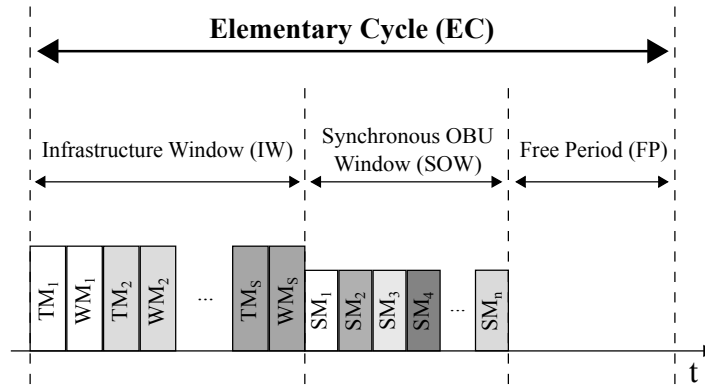 Elementary Cycle (EC)
Infrastructure Window (IW)
Synchronous OBU
Window (SOW)
Free Period (FP)
TM₁
WM₁
TM₂
WM₂
...
TMₛ
WMₛ
SM₁
SM₂
SM₃
SM₄
...
SMₙ
t